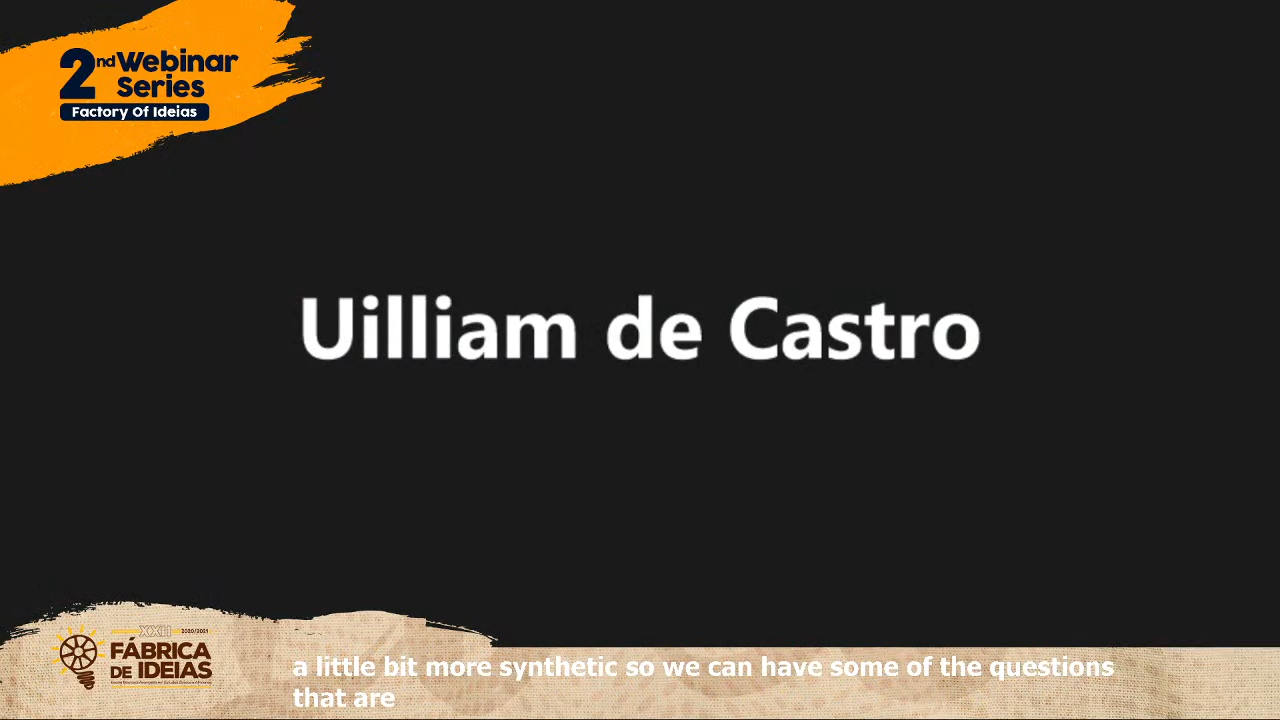 2nd Webinar
Series
Factory Of Ideias
Uilliam de Castro
XXII 2020/2021
FÁBRICA
DE IDEIAS
a little bit more synthetic so we can have some of the questions
that are